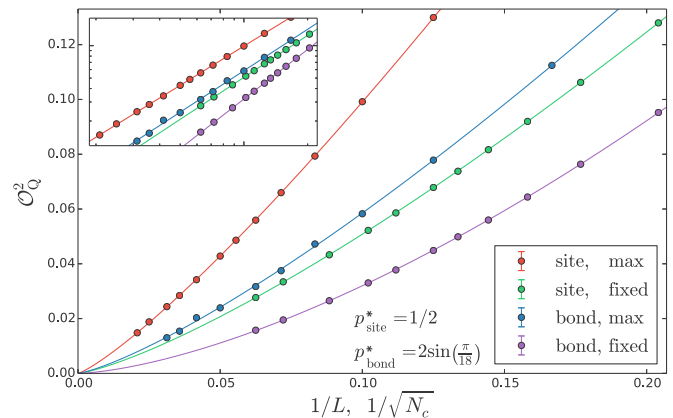 0.12
0.10
0.08
0.06
0.04
0.02
0.00
O_Q^2
site, max
site, fixed
bond, max
bond, fixed
p*_site = 1/2
p*_bond = 2sin(π/18)
0.00 0.05 0.10 0.15 0.20
1/L, 1/√N_c